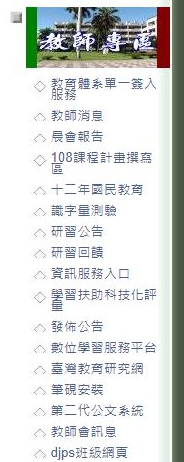 教師專區
教育體系單一簽入
服務
教師消息
晨會報告
108課程計畫撰寫
區
十二年國民教育
識字量測驗
研習公告
研習回饋
資訊服務入口
學習扶助科技化評
量
發佈公告
數位學習服務平台
臺灣教育研究網
筆硯安裝
第二代公文系統
教師會訊息
djps班級網頁